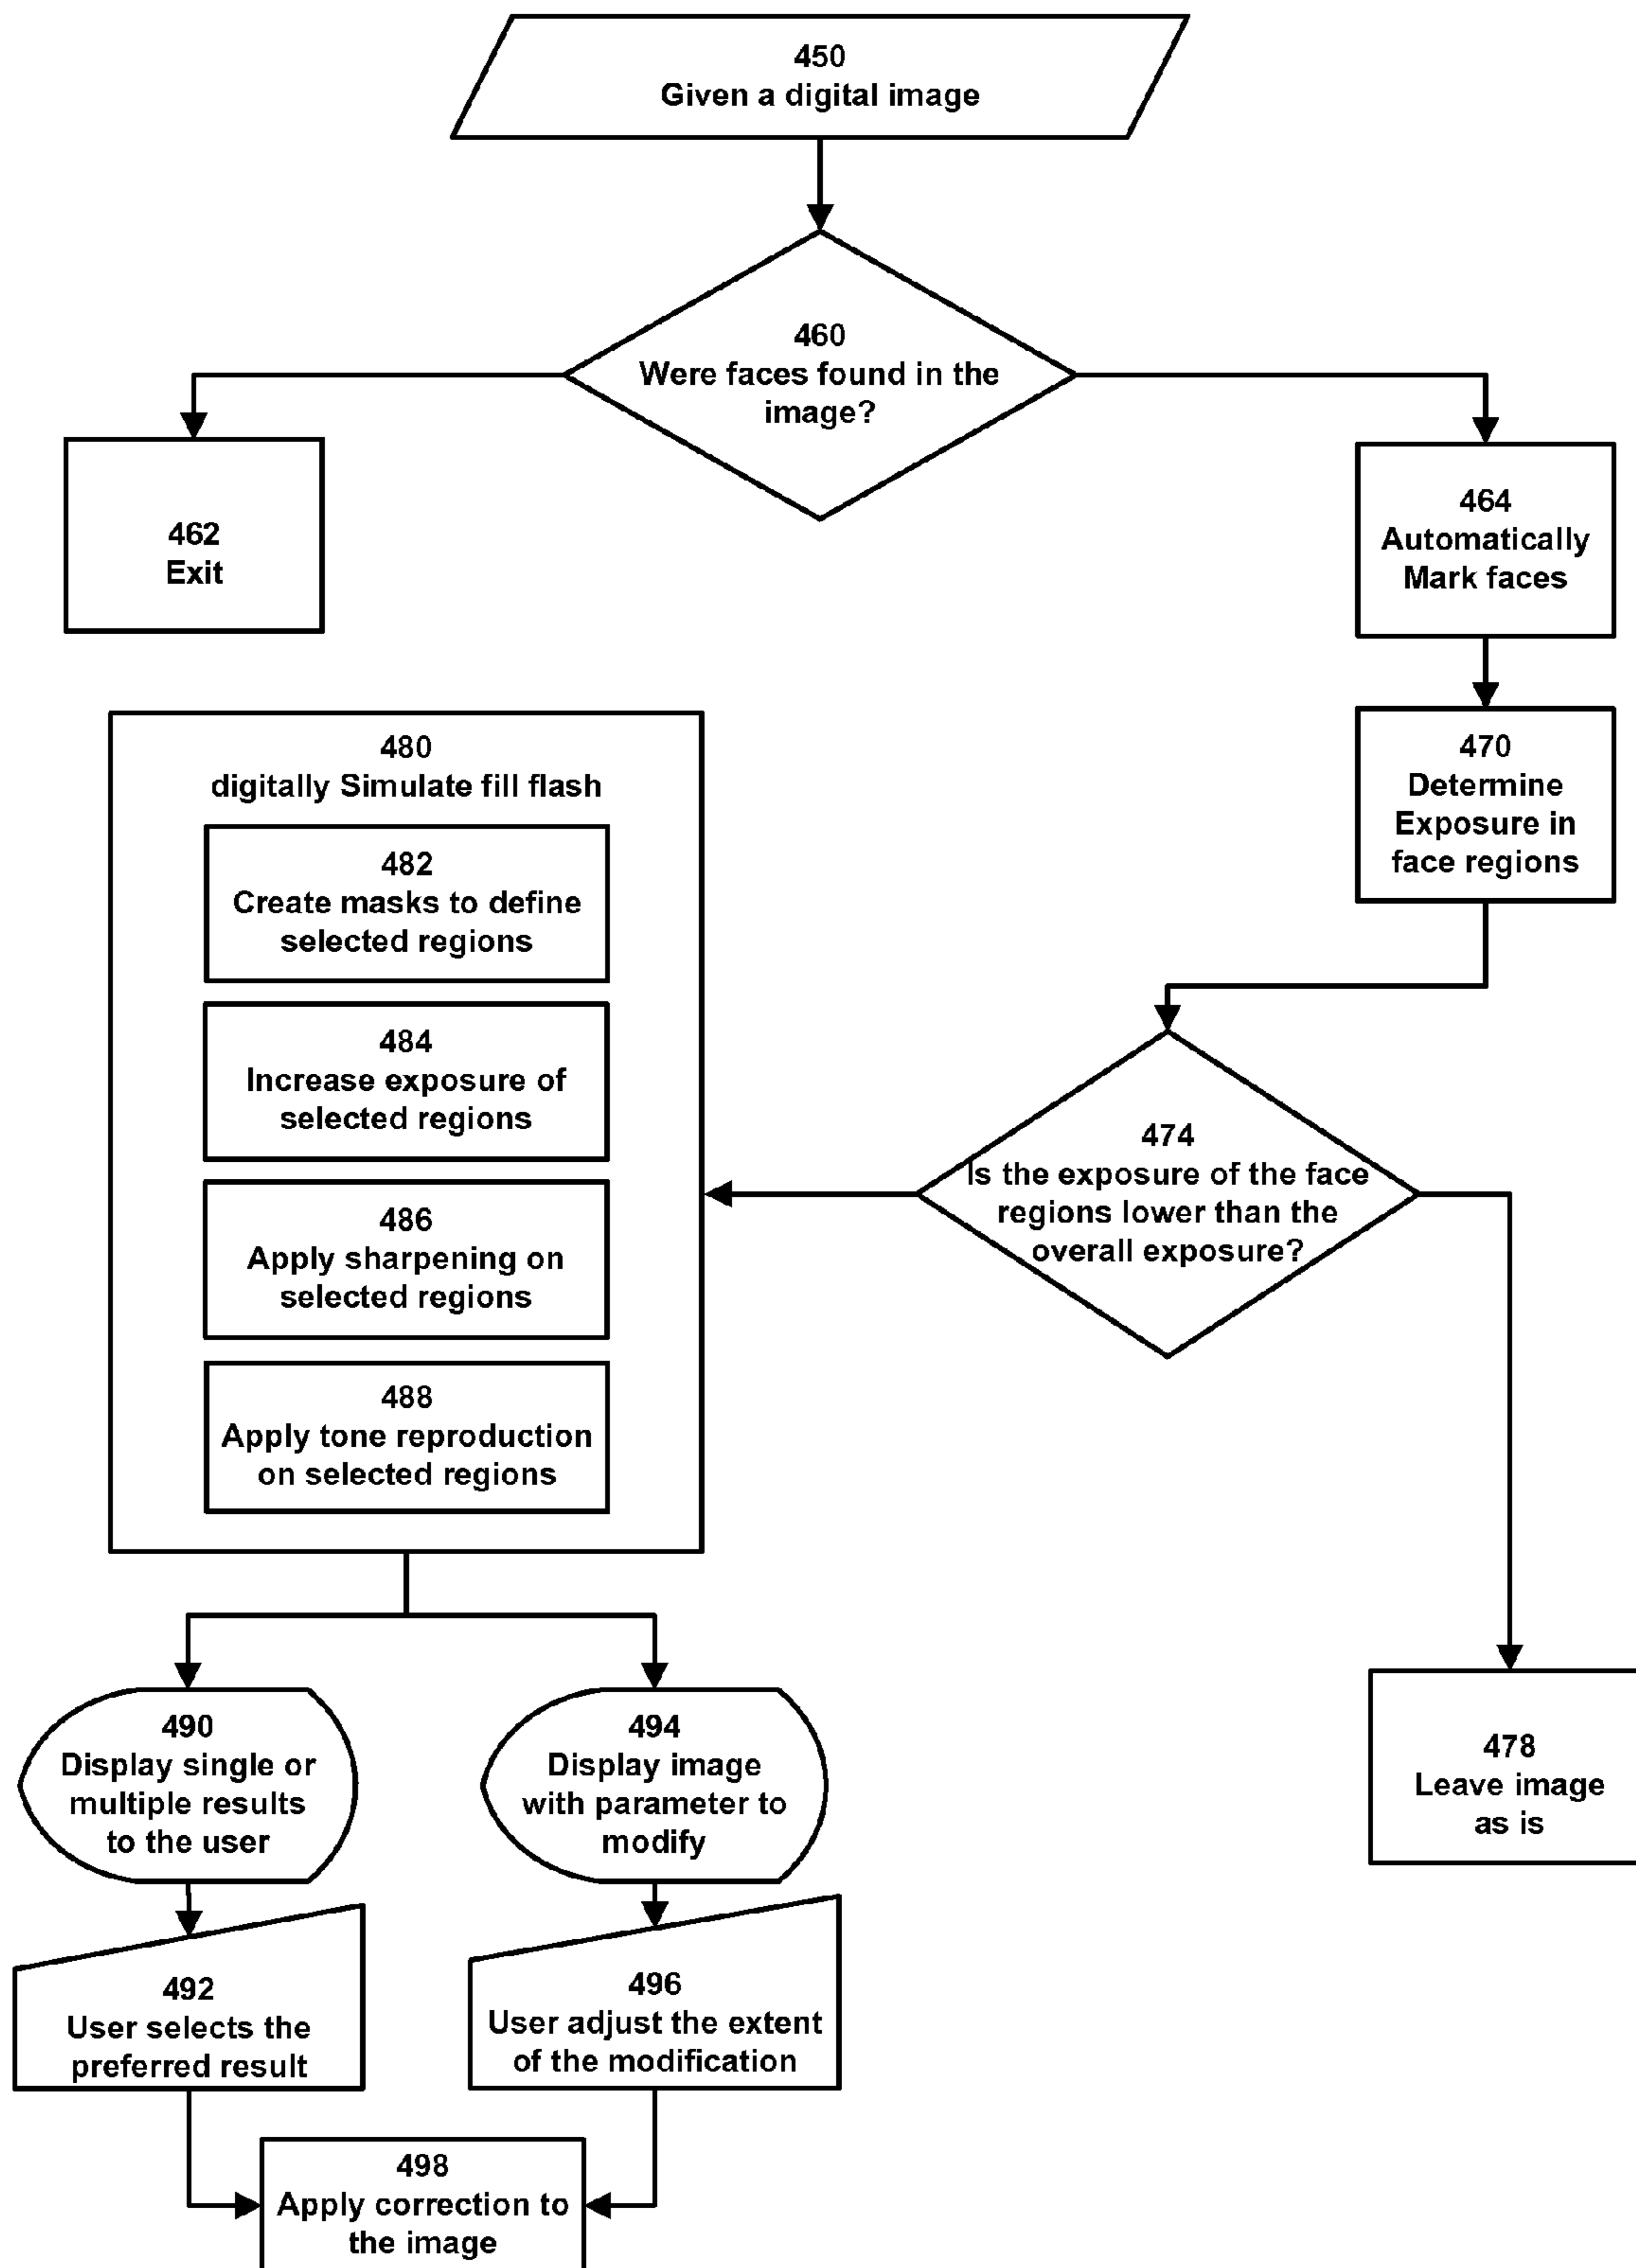 450
Given a digital image
460
Were faces found in the
image?
462
Exit
464
Automatically
Mark faces
470
Determine
Exposure in
face regions
474
Is the exposure of the face
regions lower than the
overall exposure?
478
Leave image
as is
480
digitally Simulate fill flash
482
Create masks to define
selected regions
484
Increase exposure of
selected regions
486
Apply sharpening on
selected regions
488
Apply tone reproduction
on selected regions
490
Display single or
multiple results
to the user
492
User selects the
preferred result
494
Display image
with parameter to
modify
496
User adjust the extent
of the modification
498
Apply correction to
the image